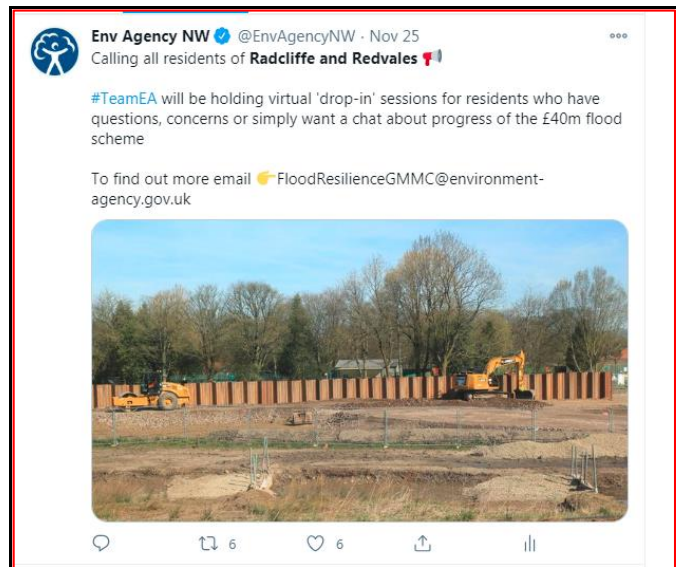 Env Agency NW @EnvAgencyNW · Nov 25
Calling all residents of Radcliffe and Redvales
#TeamEA will be holding virtual 'drop-in' sessions for residents who have
questions, concerns or simply want a chat about progress of the £40m flood
scheme
To find out more email 👉FloodResilienceGMMC@environment-
agency.gov.uk
6 6